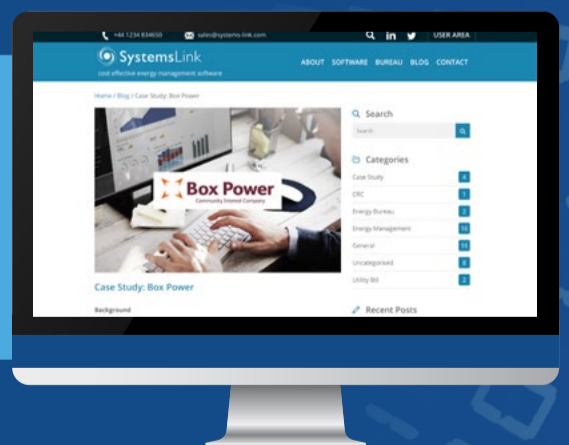 +44 1234 834650 sales@systems-link.com in USER AREA
SystemsLink
cost effective energy management software
ABOUT SOFTWARE BUREAU BLOG CONTACT
Home / Blog / Case Study: Box Power
Box Power
Community Interest Company
Case Study: Box Power
Background
Search
Search
Categories
Case Study 4
CRC 1
Energy Bureau 2
Energy Management 16
General 16
Uncategorised 8
Utility Bill 2
Recent Posts